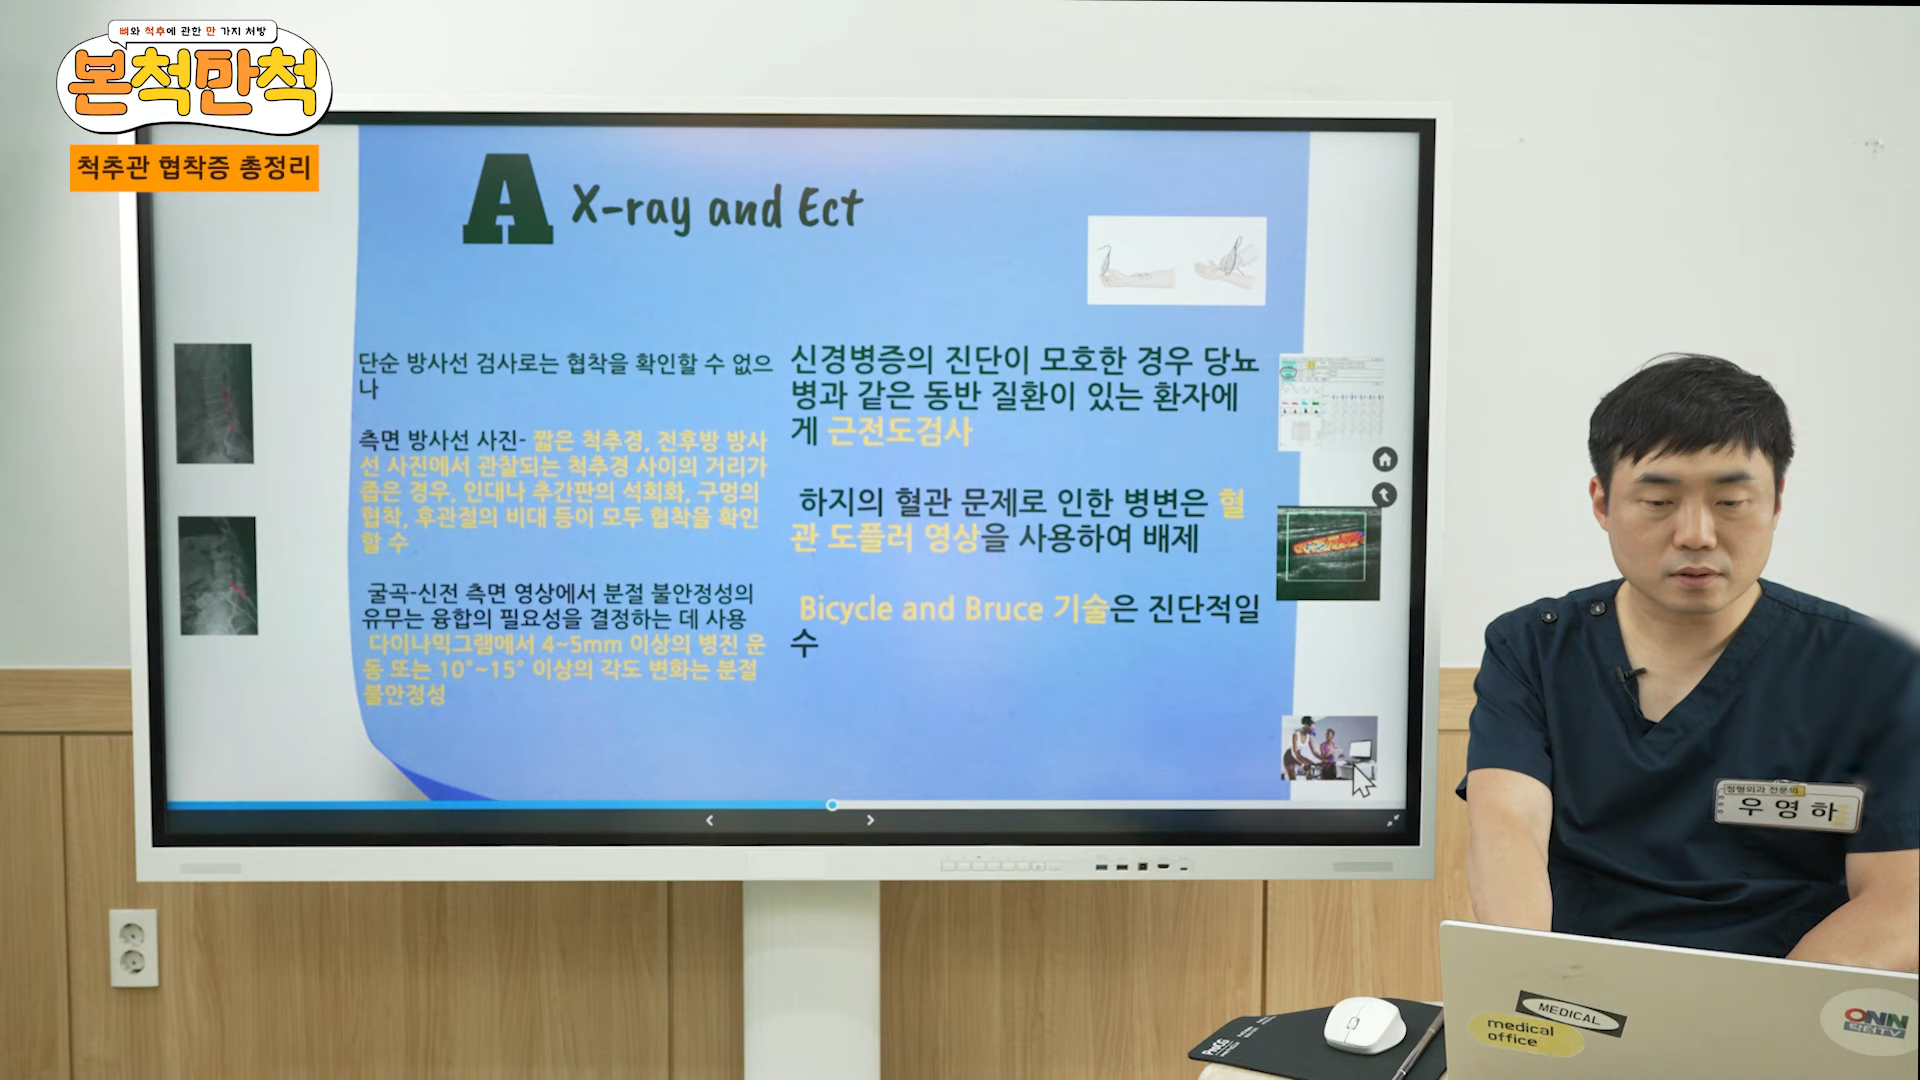 뼈와 척추에 관한 만 가지 처방
본척만척
척추관 협착증 총정리
A X-ray and Ect
단순 방사선 검사로는 협착을 확인할 수 없으
나
측면 방사선 사진- 짧은 척추경, 전후방 방사
선 사진에서 관찰되는 척추경 사이의 거리가
좁은 경우, 인대나 추간판의 석회화, 구멍의
협착, 후관절의 비대 등이 모두 협착을 확인
할 수
굴곡-신전 측면 영상에서 분절 불안정성의
유무는 융합의 필요성을 결정하는 데 사용
다이나믹그램에서 4~5mm 이상의 병진 운
동 또는 10°~15° 이상의 각도 변화는 분절
불안정성
신경병증의 진단이 모호한 경우 당뇨
병과 같은 동반 질환이 있는 환자에
게 근전도검사
하지의 혈관 문제로 인한 병변은 혈
관 도플러 영상을 사용하여 배제
Bicycle and Bruce 기술은 진단적일
수
정형외과 전문의
우영하
MEDICAL
medical
office
ONN
닥터TV
ProCG